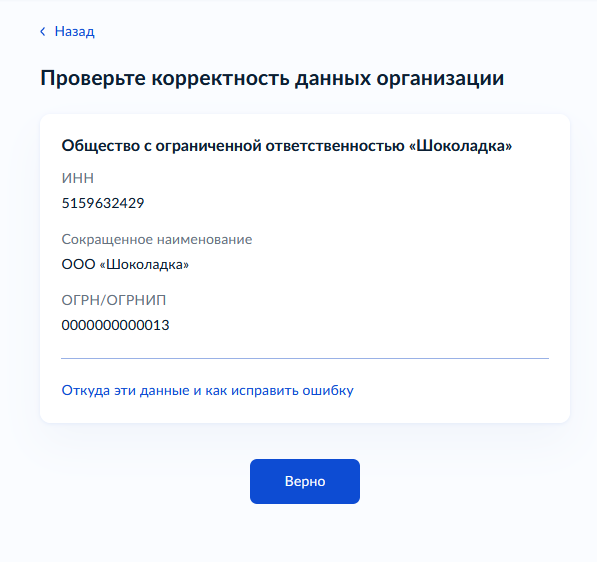 Назад
Проверьте корректность данных организации
Общество с ограниченной ответственностью «Шоколадка»
ИНН
5159632429
Сокращенное наименование
ООО «Шоколадка»
ОГРН/ОГРНИП
0000000000013
Откуда эти данные и как исправить ошибку
Верно